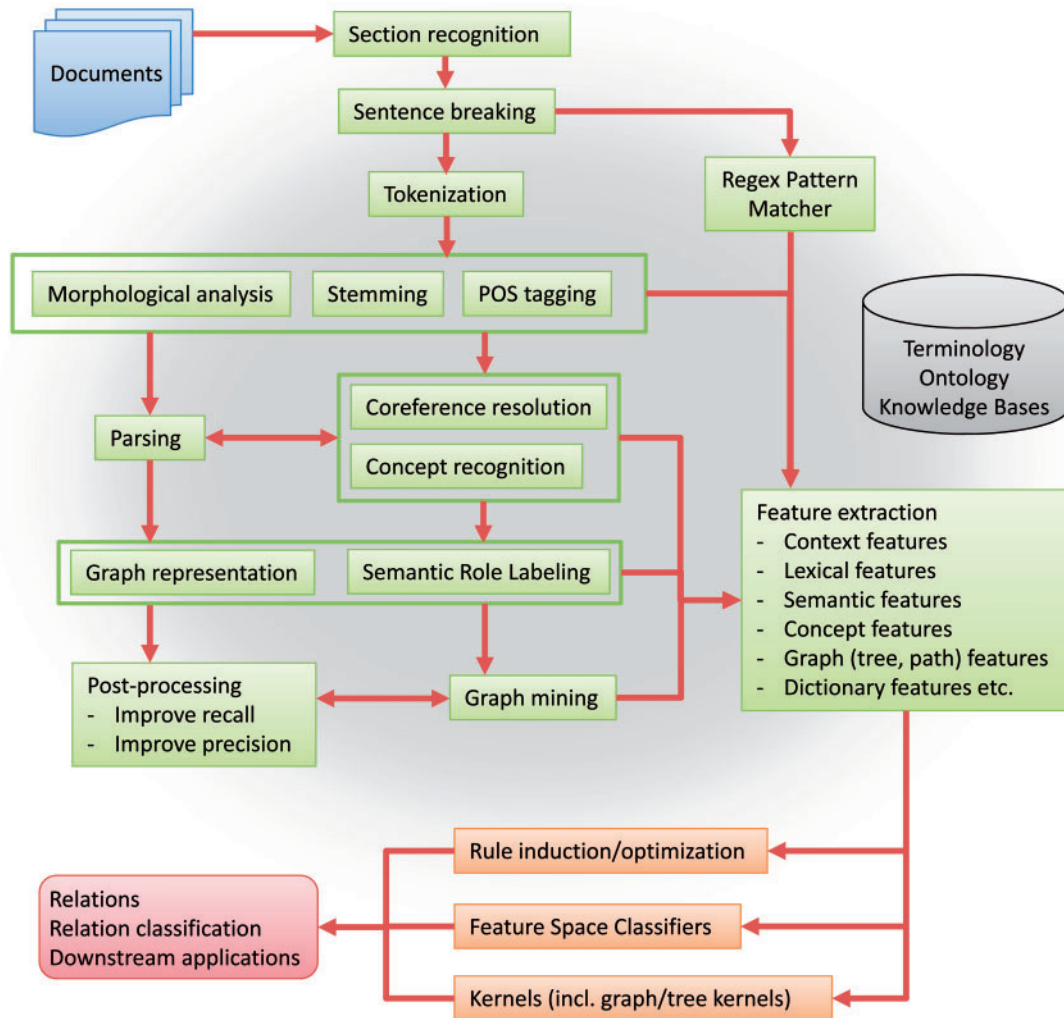 Documents
Section recognition
Sentence breaking
Tokenization
Regex Pattern
Matcher
Morphological analysis
Stemming
POS tagging
Terminology
Ontology
Knowledge Bases
Coreference resolution
Parsing
Concept recognition
Feature extraction
- Context features
- Lexical features
- Semantic features
- Concept features
- Graph (tree, path) features
- Dictionary features etc.
Graph representation
Semantic Role Labeling
Post-processing
- Improve recall
- Improve precision
Graph mining
Rule induction/optimization
Feature Space Classifiers
Kernels (incl. graph/tree kernels)
Relations
Relation classification
Downstream applications